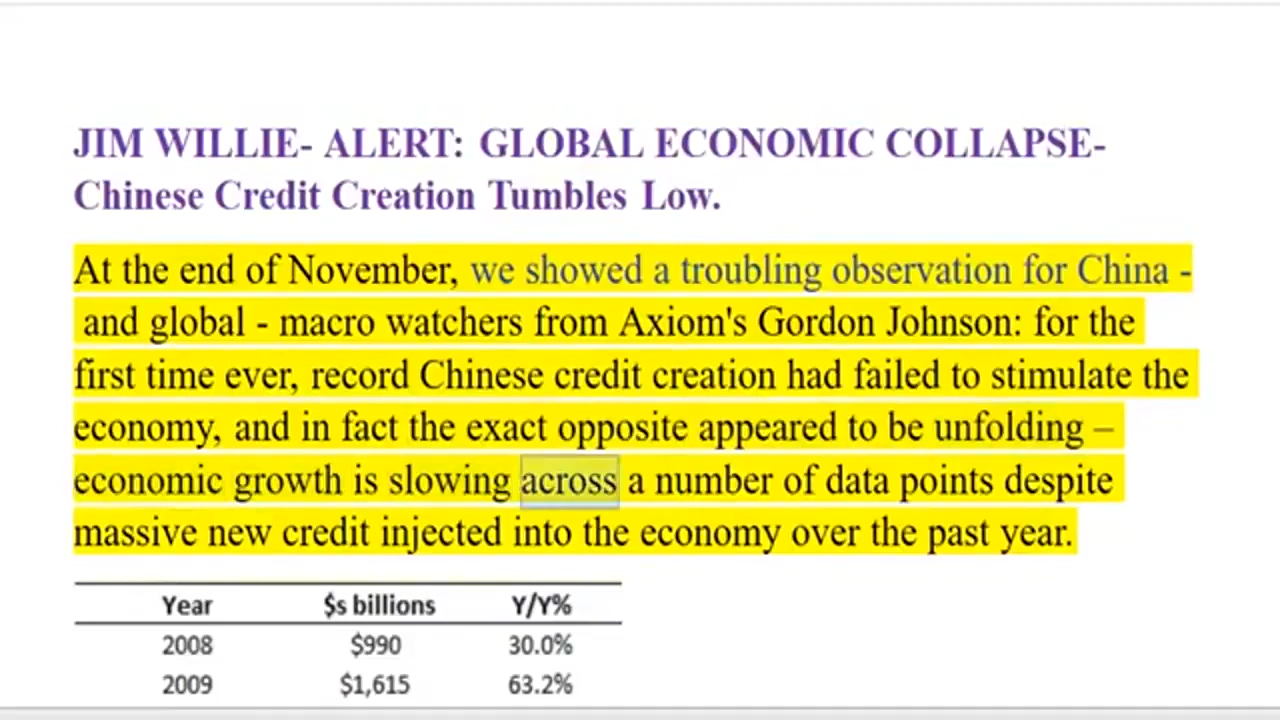 JIM WILLIE- ALERT: GLOBAL ECONOMIC COLLAPSE-
Chinese Credit Creation Tumbles Low.
At the end of November, we showed a troubling observation for China -
and global - macro watchers from Axiom's Gordon Johnson: for the
first time ever, record Chinese credit creation had failed to stimulate the
economy, and in fact the exact opposite appeared to be unfolding –
economic growth is slowing across a number of data points despite
massive new credit injected into the economy over the past year.
Year $s billions Y/Y%
2008 $990 30.0%
2009 $1,615 63.2%